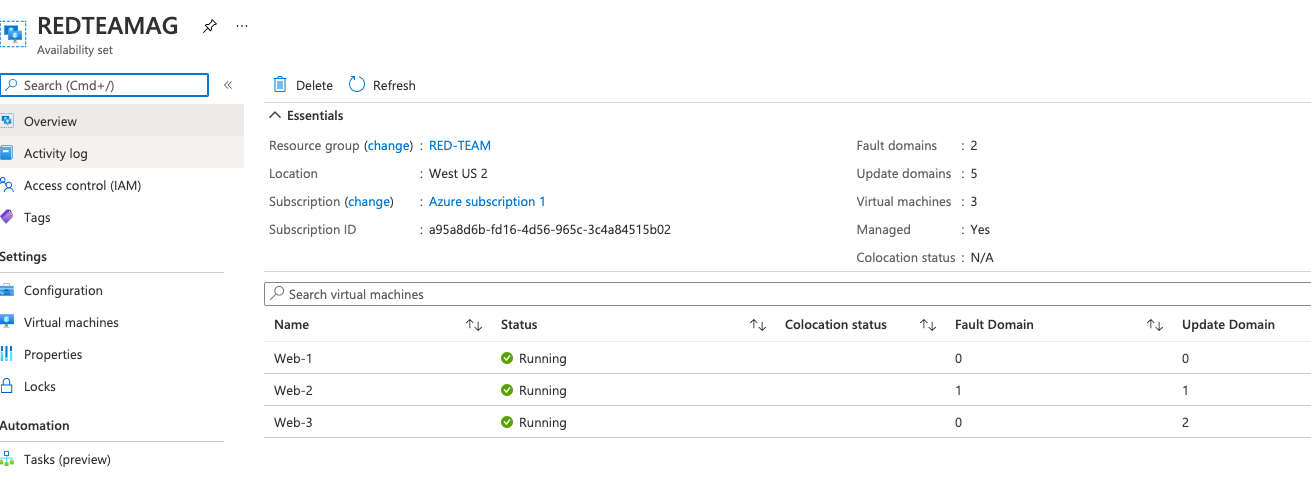 REDTEAMAG
Availability set
Search (Cmd+/)
«
Overview
Activity log
Access control (IAM)
Tags
Settings
Configuration
Virtual machines
Properties
Locks
Automation
Tasks (preview)
Delete Refresh
Essentials
Resource group (change) : RED-TEAM
Location : West US 2
Subscription (change) : Azure subscription 1
Subscription ID : a95a8d6b-fd16-4d56-965c-3c4a84515b02
Fault domains : 2
Update domains : 5
Virtual machines : 3
Managed : Yes
Colocation status : N/A
Search virtual machines
Name Status Colocation status Fault Domain Update Domain
Web-1 Running 0 0
Web-2 Running 1 1
Web-3 Running 0 2